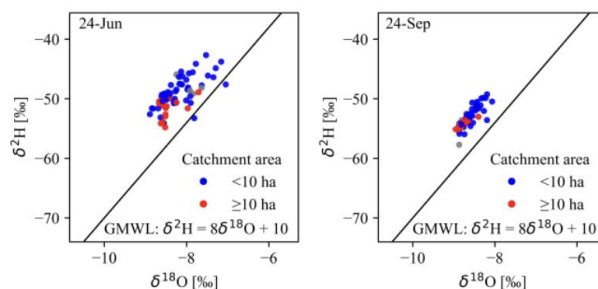 24-Jun
−40
−50
−60
−70
δ²H [‰]
Catchment area
<10 ha
≥10 ha
GMWL: δ²H = 8δ¹⁸O + 10
−10
−8
−6
δ¹⁸O [‰]
24-Sep
−40
−50
−60
−70
δ²H [‰]
Catchment area
<10 ha
≥10 ha
GMWL: δ²H = 8δ¹⁸O + 10
−10
−8
−6
δ¹⁸O [‰]